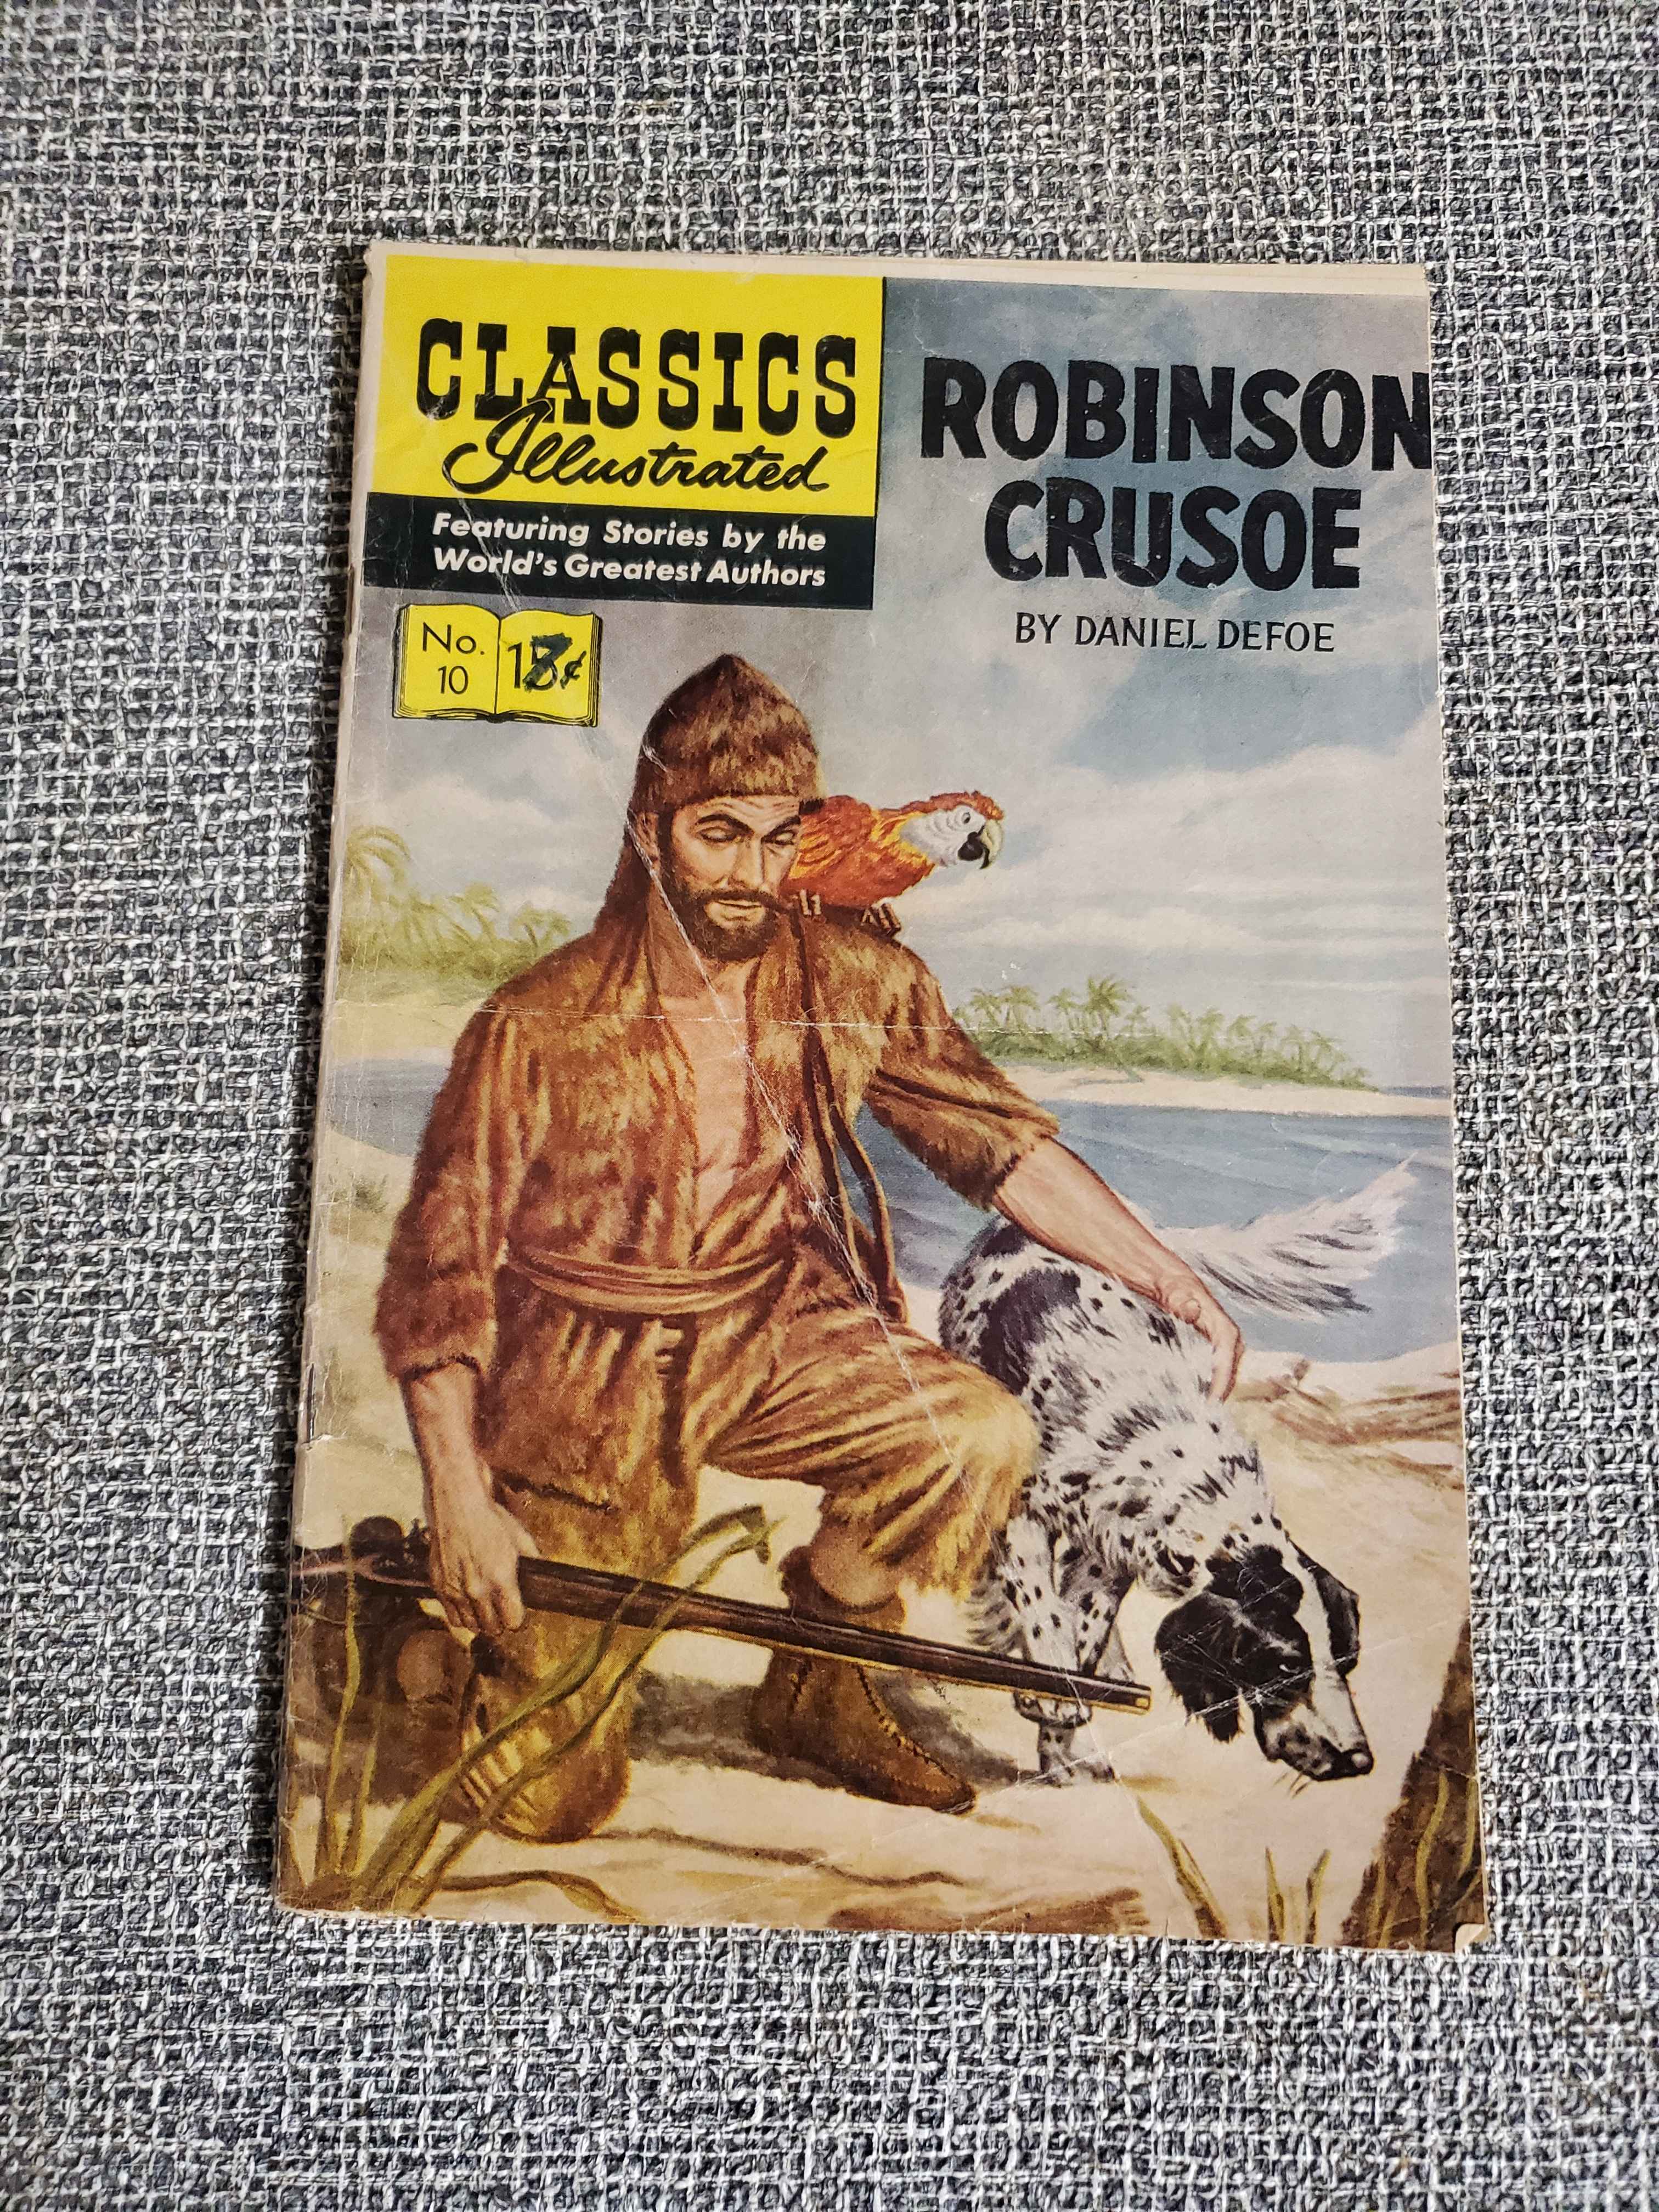 CLASSICS
Illustrated
Featuring Stories by the
World's Greatest Authors
No.
10
ROBINSON
CRUSOE
BY DANIEL DEFOE